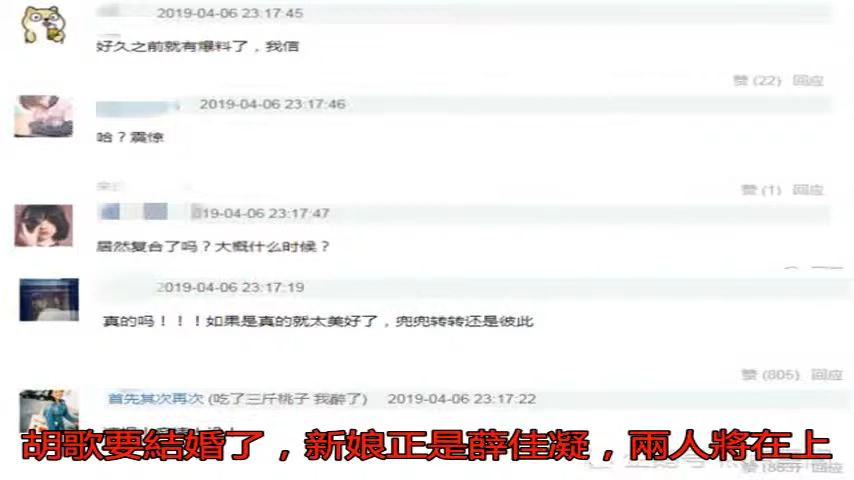 2019-04-06 23:17:45
好久之前就有爆料了，我信
赞 (22) 回应
2019-04-06 23:17:46
哈？震惊
赞 (1) 回应
19-04-06 23:17:47
居然复合了吗？大概什么时候？
2019-04-06 23:17:19
真的吗！！！如果是真的就太美好了，兜兜转转还是彼此
赞 (805) 回应
首先其次再次 (吃了三斤桃子 我醉了) 2019-04-06 23:17:22
胡歌要結婚了，新娘正是薛佳凝，兩人將在上
赞 (883) 回应